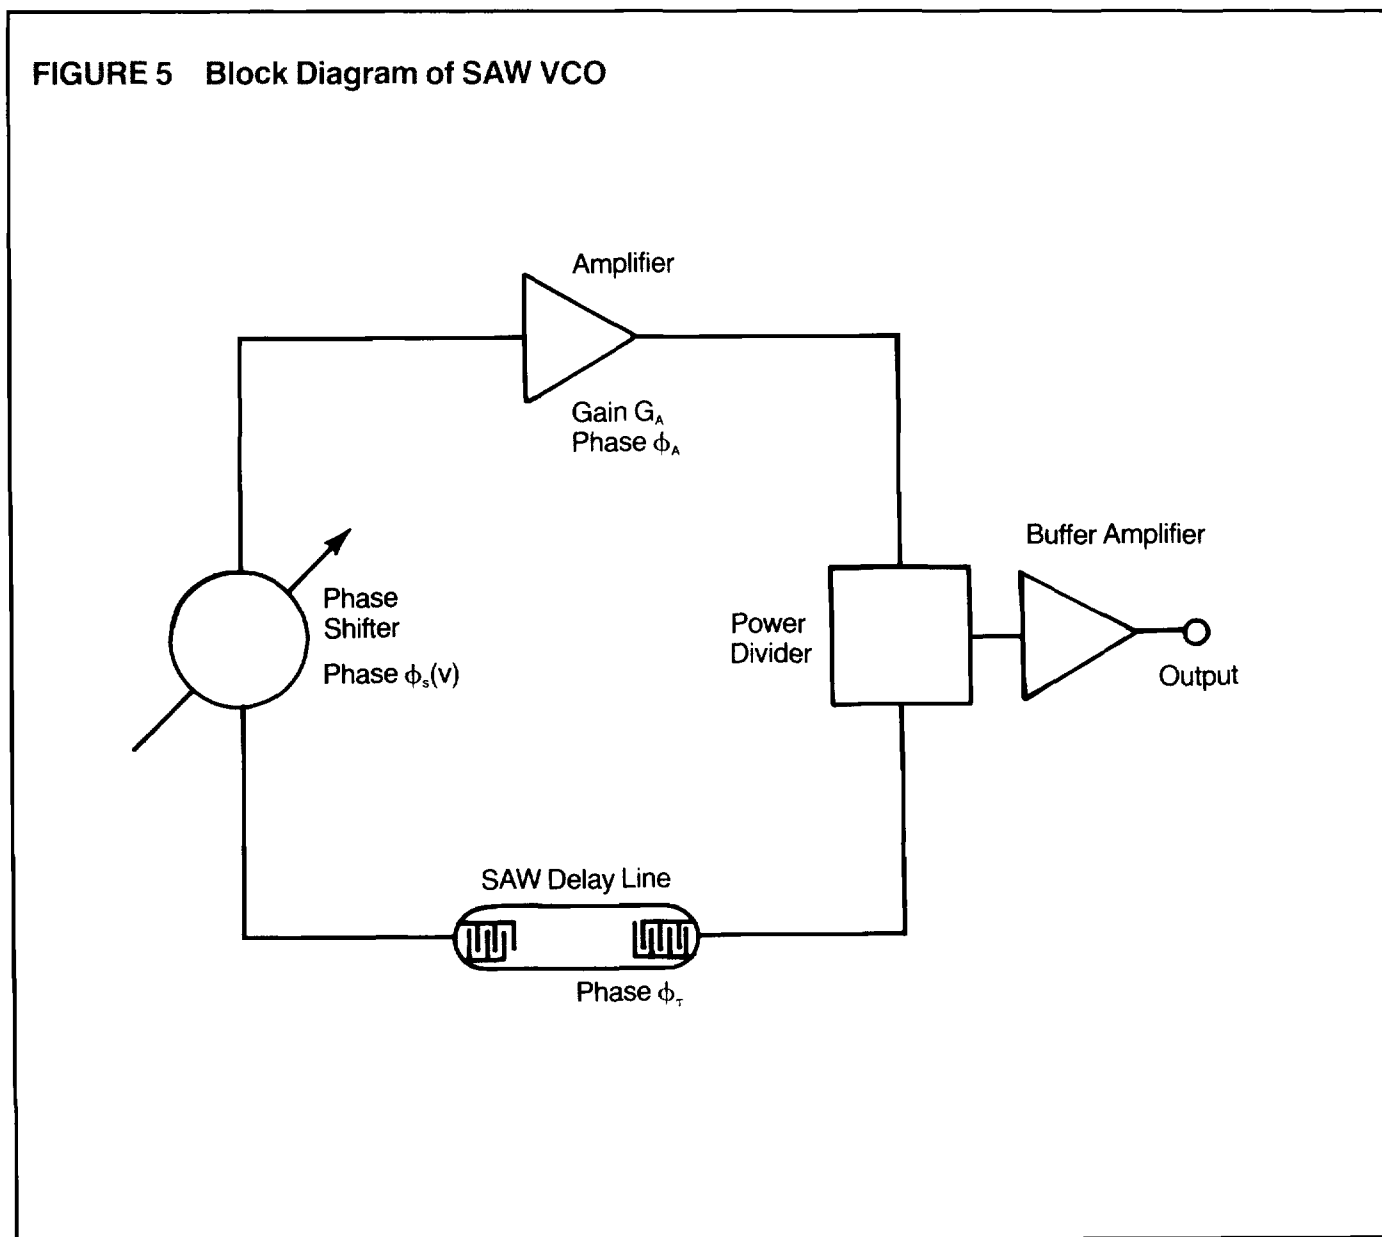 FIGURE 5 Block Diagram of SAW VCO
Amplifier
Gain G_A
Phase ϕ_A
Buffer Amplifier
Phase
Shifter
Phase ϕ_s(v)
Power
Divider
Output
SAW Delay Line
Phase ϕ_τ